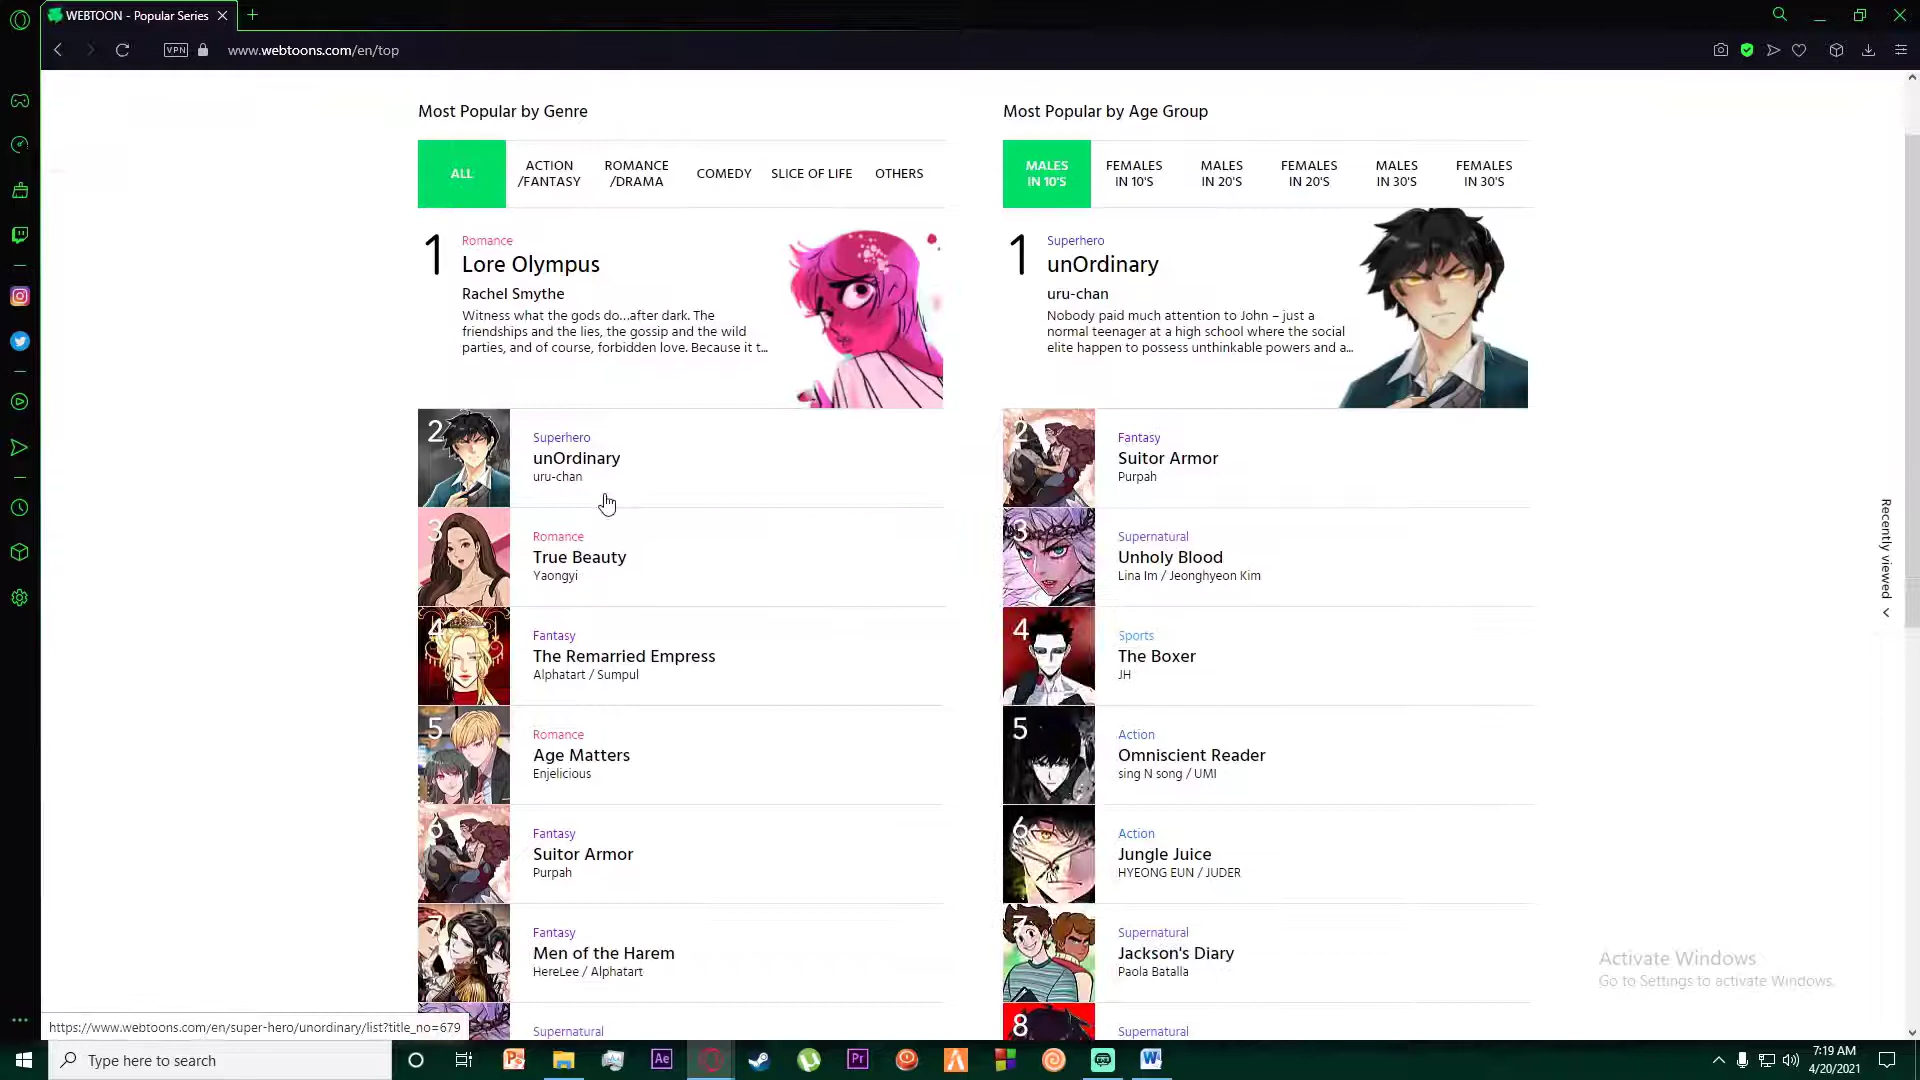 WEBTOON - Popular Series
VPN
www.webtoons.com/en/top
Most Popular by Genre
ALL
ACTION
/FANTASY
ROMANCE
/DRAMA
COMEDY
SLICE OF LIFE
OTHERS
1
Romance
Lore Olympus
Rachel Smythe
Witness what the gods do...after dark. The
friendships and the lies, the gossip and the wild
parties, and of course, forbidden love. Because it t...
2
Superhero
unOrdinary
uru-chan
3
Romance
True Beauty
Yaongyi
4
Fantasy
The Remarried Empress
Alphatart / Sumpul
5
Romance
Age Matters
Enjelicious
6
Fantasy
Suitor Armor
Purpah
7
Fantasy
Men of the Harem
HereLee / Alphatart
Supernatural
Most Popular by Age Group
MALES
IN 10'S
FEMALES
IN 10'S
MALES
IN 20'S
FEMALES
IN 20'S
MALES
IN 30'S
FEMALES
IN 30'S
1
Superhero
unOrdinary
uru-chan
Nobody paid much attention to John – just a
normal teenager at a high school where the social
elite happen to possess unthinkable powers and a...
2
Fantasy
Suitor Armor
Purpah
3
Supernatural
Unholy Blood
Lina Im / Jeonghyeon Kim
4
Sports
The Boxer
JH
5
Action
Omniscient Reader
sing N song / UMI
6
Action
Jungle Juice
HYEONG EUN / JUDER
7
Supernatural
Jackson's Diary
Paola Batalla
8
Supernatural
Recently viewed
Activate Windows
Go to Settings to activate Windows.
https://www.webtoons.com/en/super-hero/unordinary/list?title_no=679
Type here to search
Ae
Pr
W
7:19 AM
4/20/2021